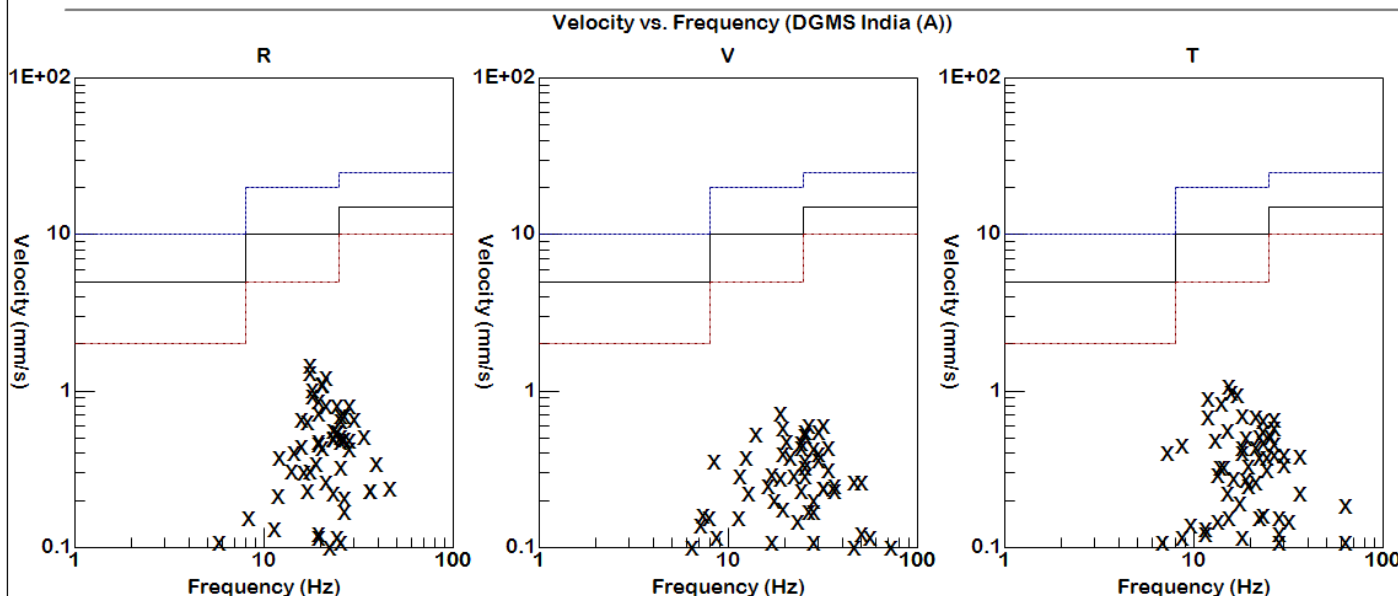 Velocity vs. Frequency (DGMS India (A))
R
1E+02
10
1
0.1
1
10
100
Velocity (mm/s)
Frequency (Hz)
V
1E+02
10
1
0.1
1
10
100
Velocity (mm/s)
Frequency (Hz)
T
1E+02
10
1
0.1
1
10
100
Velocity (mm/s)
Frequency (Hz)